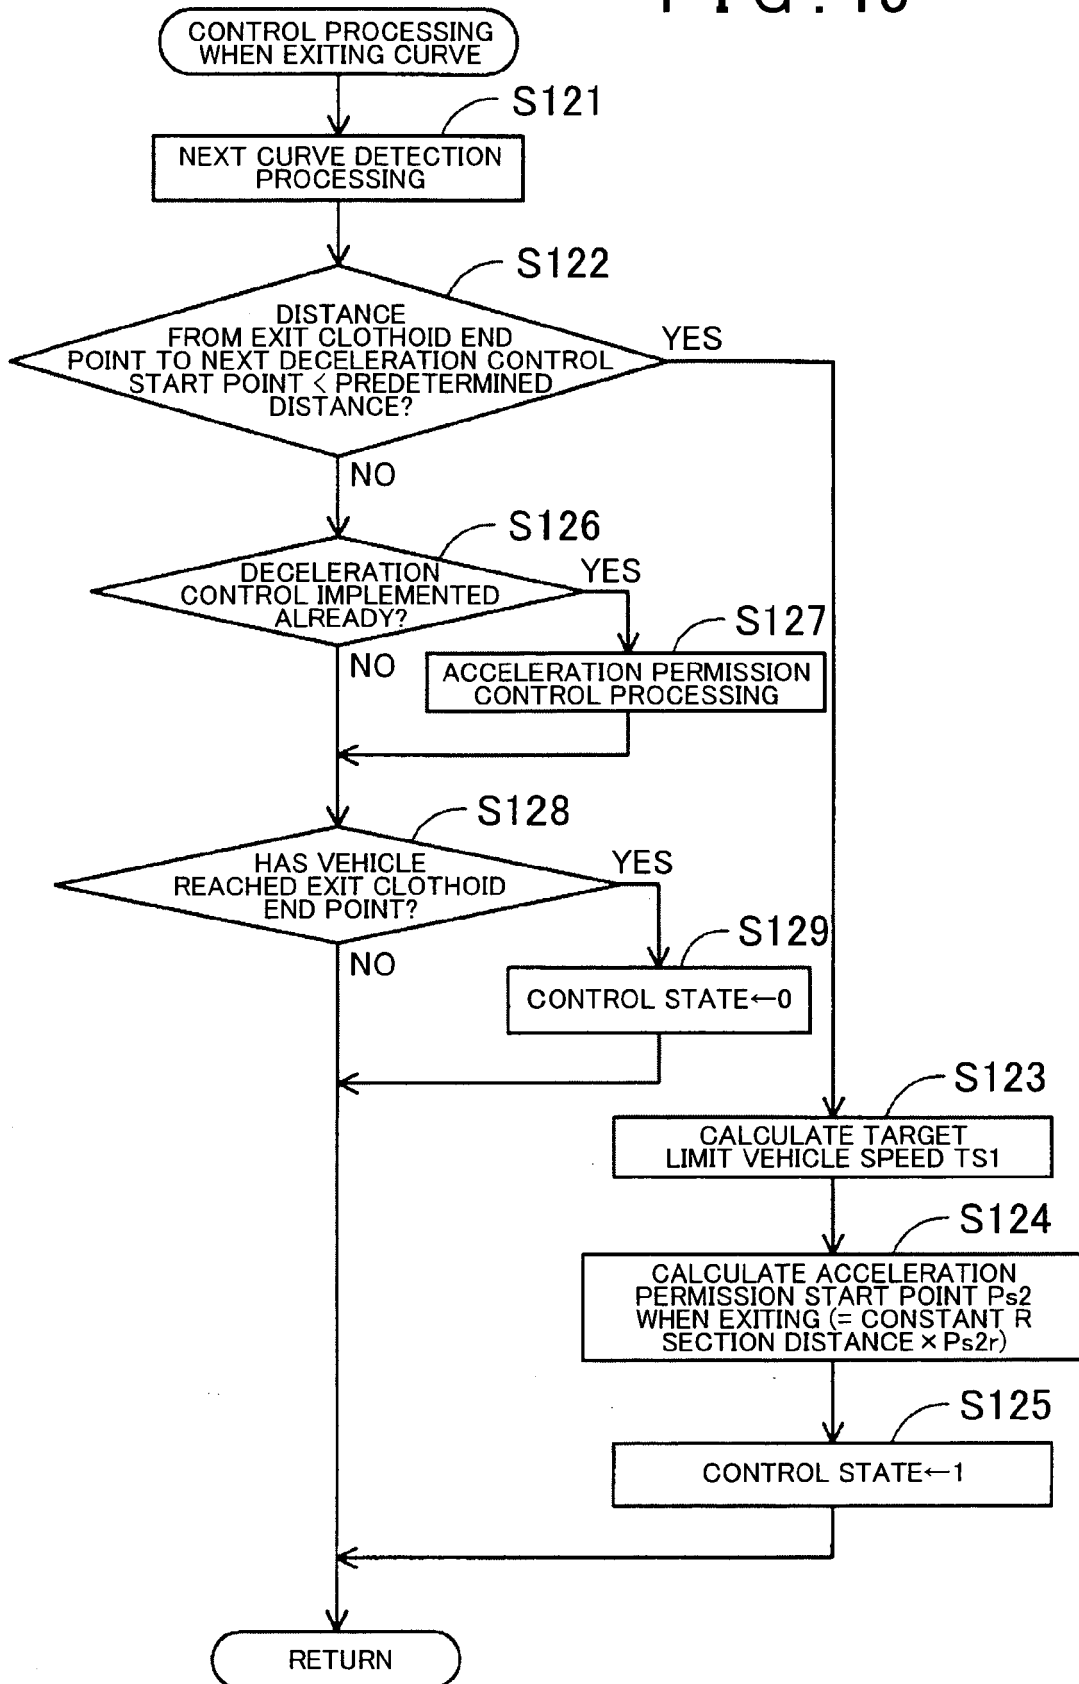 CONTROL PROCESSING
WHEN EXITING CURVE
S121
NEXT CURVE DETECTION
PROCESSING
S122
DISTANCE
FROM EXIT CLOTHOID END
POINT TO NEXT DECELERATION CONTROL
START POINT < PREDETERMINED
DISTANCE?
YES
NO
S126
DECELERATION
CONTROL IMPLEMENTED
ALREADY?
YES
NO
S127
ACCELERATION PERMISSION
CONTROL PROCESSING
S128
HAS VEHICLE
REACHED EXIT CLOTHOID
END POINT?
YES
NO
S129
CONTROL STATE←0
S123
CALCULATE TARGET
LIMIT VEHICLE SPEED TS1
S124
CALCULATE ACCELERATION
PERMISSION START POINT Ps2
WHEN EXITING (= CONSTANT R
SECTION DISTANCE × Ps2r)
S125
CONTROL STATE←1
RETURN